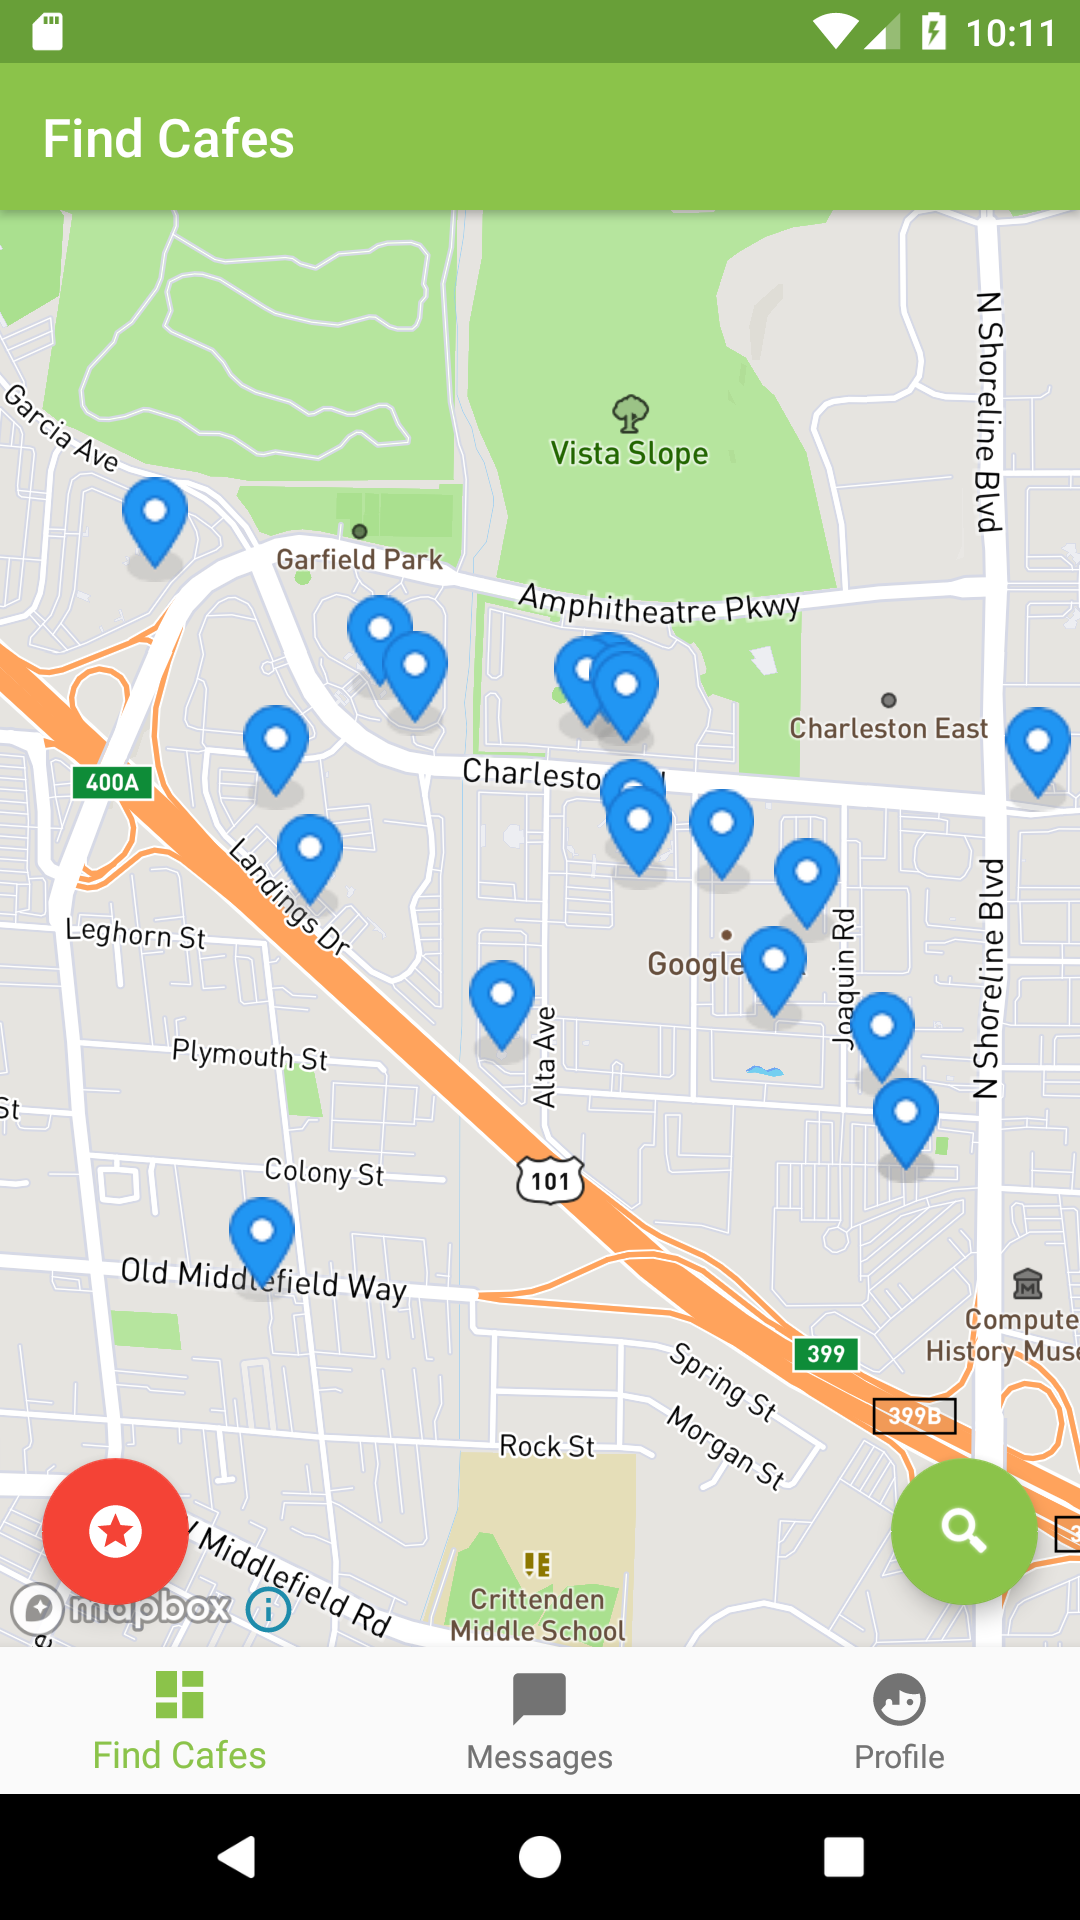 10:11
Find Cafes
N Shoreline Blvd
Garcia Ave
Vista Slope
Garfield Park
Amphitheatre Pkwy
Charleston East
400A
Landings Dr
Leghorn St
Google
Joaquin Rd
N Shoreline Blvd
Alta Ave
Plymouth St
St
Colony St
101
Old Middlefield Way
Compute
History Muse
399
Spring St
399B
Morgan St
Rock St
Middlefield Rd
Crittenden
Middle School
mapbox
Find Cafes
Messages
Profile